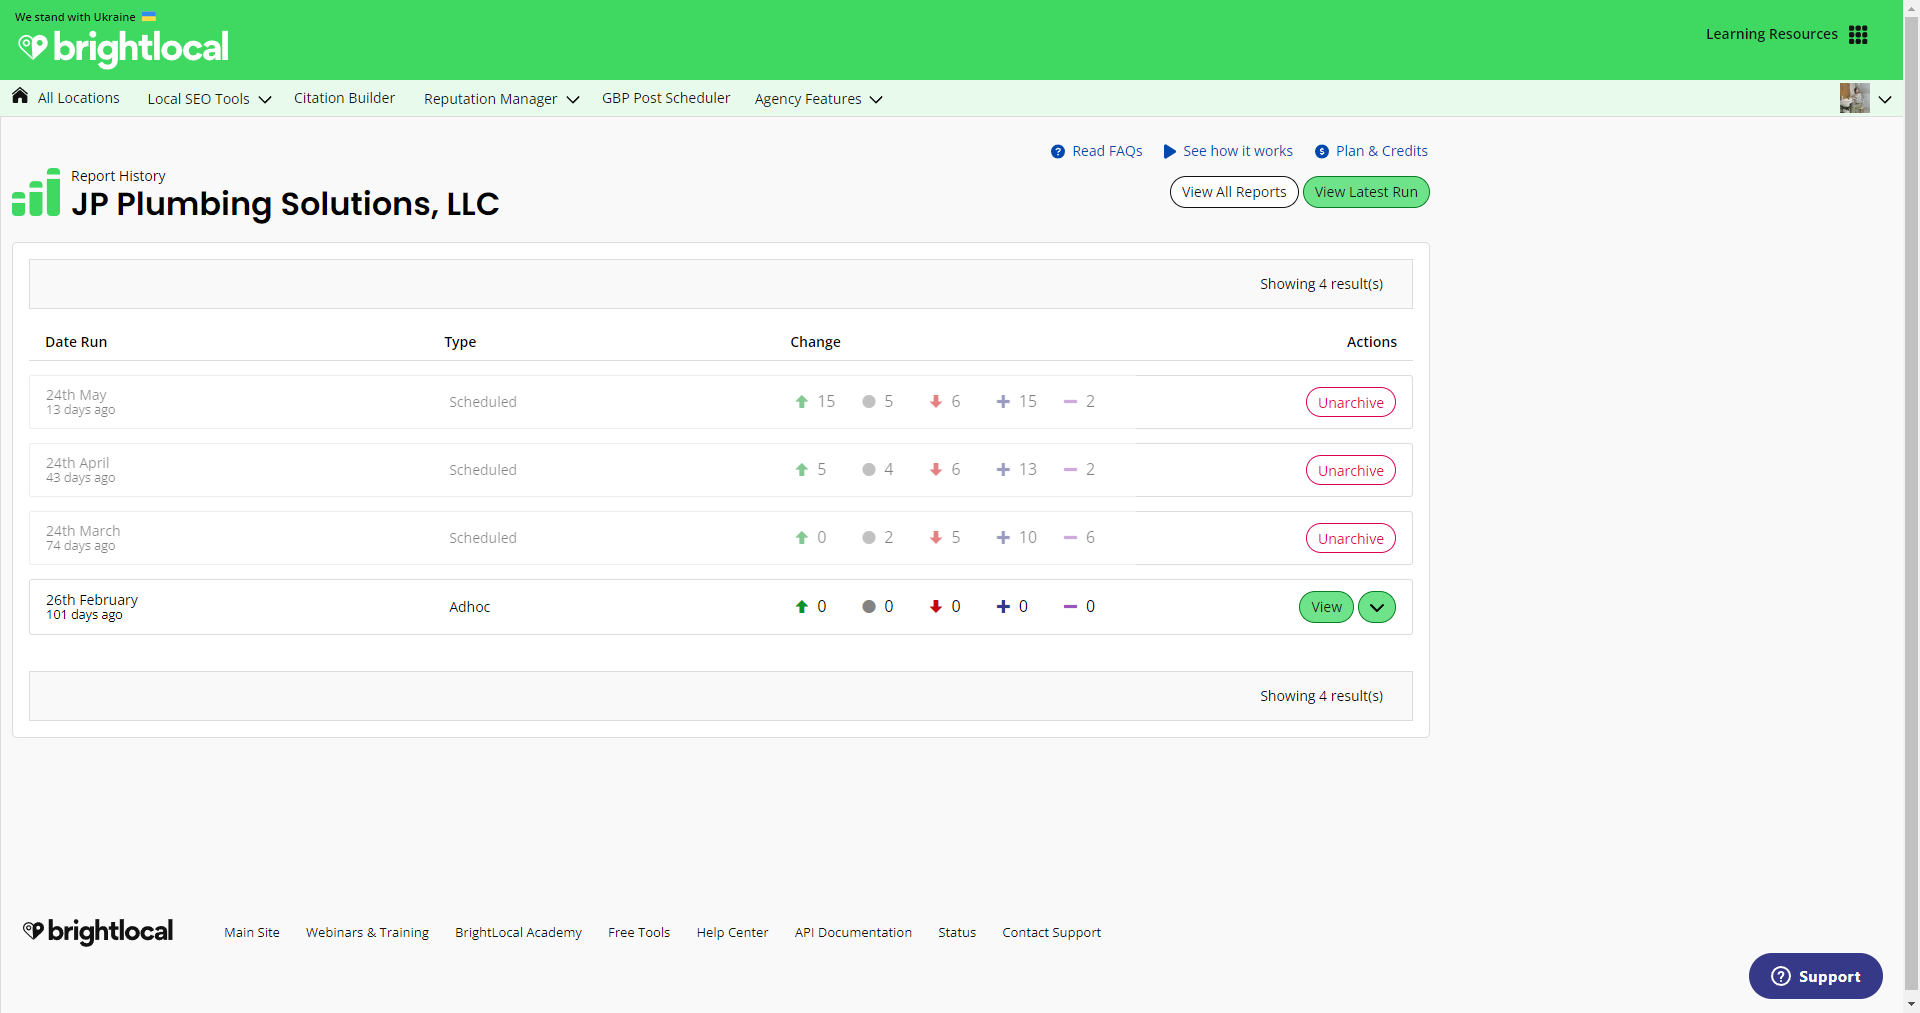 We stand with Ukraine
brightlocal
Learning Resources
All Locations
Local SEO Tools
Citation Builder
Reputation Manager
GBP Post Scheduler
Agency Features
Read FAQs
See how it works
Plan & Credits
Report History
JP Plumbing Solutions, LLC
View All Reports
View Latest Run
Showing 4 result(s)
Date Run Type Change Actions
24th May
13 days ago
Scheduled 15 5 6 15 2 Unarchive
24th April
43 days ago
Scheduled 5 4 6 13 2 Unarchive
24th March
74 days ago
Scheduled 0 2 5 10 6 Unarchive
26th February
101 days ago
Adhoc 0 0 0 0 0 View
Showing 4 result(s)
brightlocal
Main Site
Webinars & Training
BrightLocal Academy
Free Tools
Help Center
API Documentation
Status
Contact Support
Support